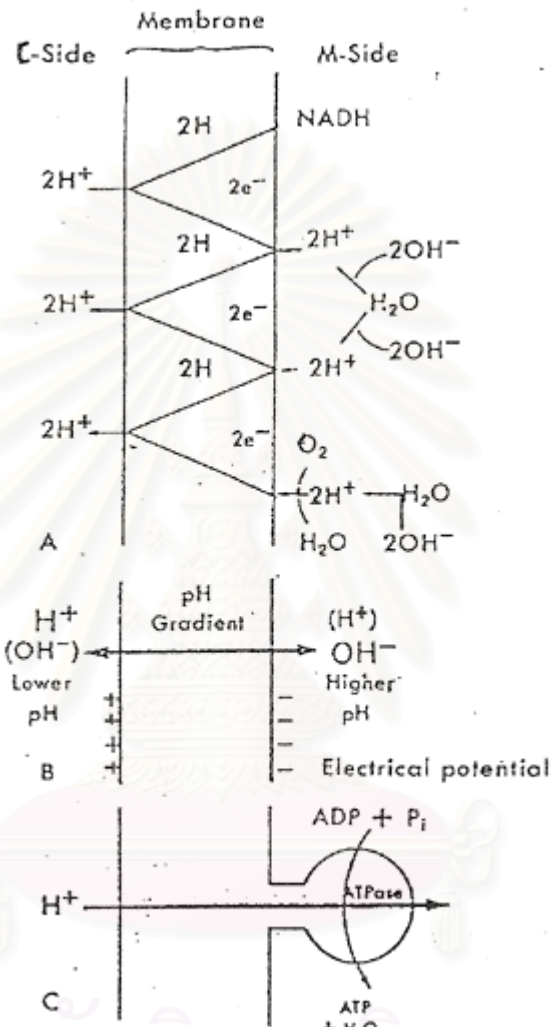 Membrane
C-Side M-Side
2H NADH
2H+ 2e-
2H 2H+ 2OH-
2H+ 2e- H2O
2H 2H+ 2OH-
2H+ 2e- O2
2H+ H2O
A H2O 2OH-
pH
H+ Gradient (H+)
(OH-) OH-
Lower Higher
pH pH
+ -
+ -
+ -
+ -
B Electrical potential
ADP + Pi
H+ ATPase
ATP
C + H2O